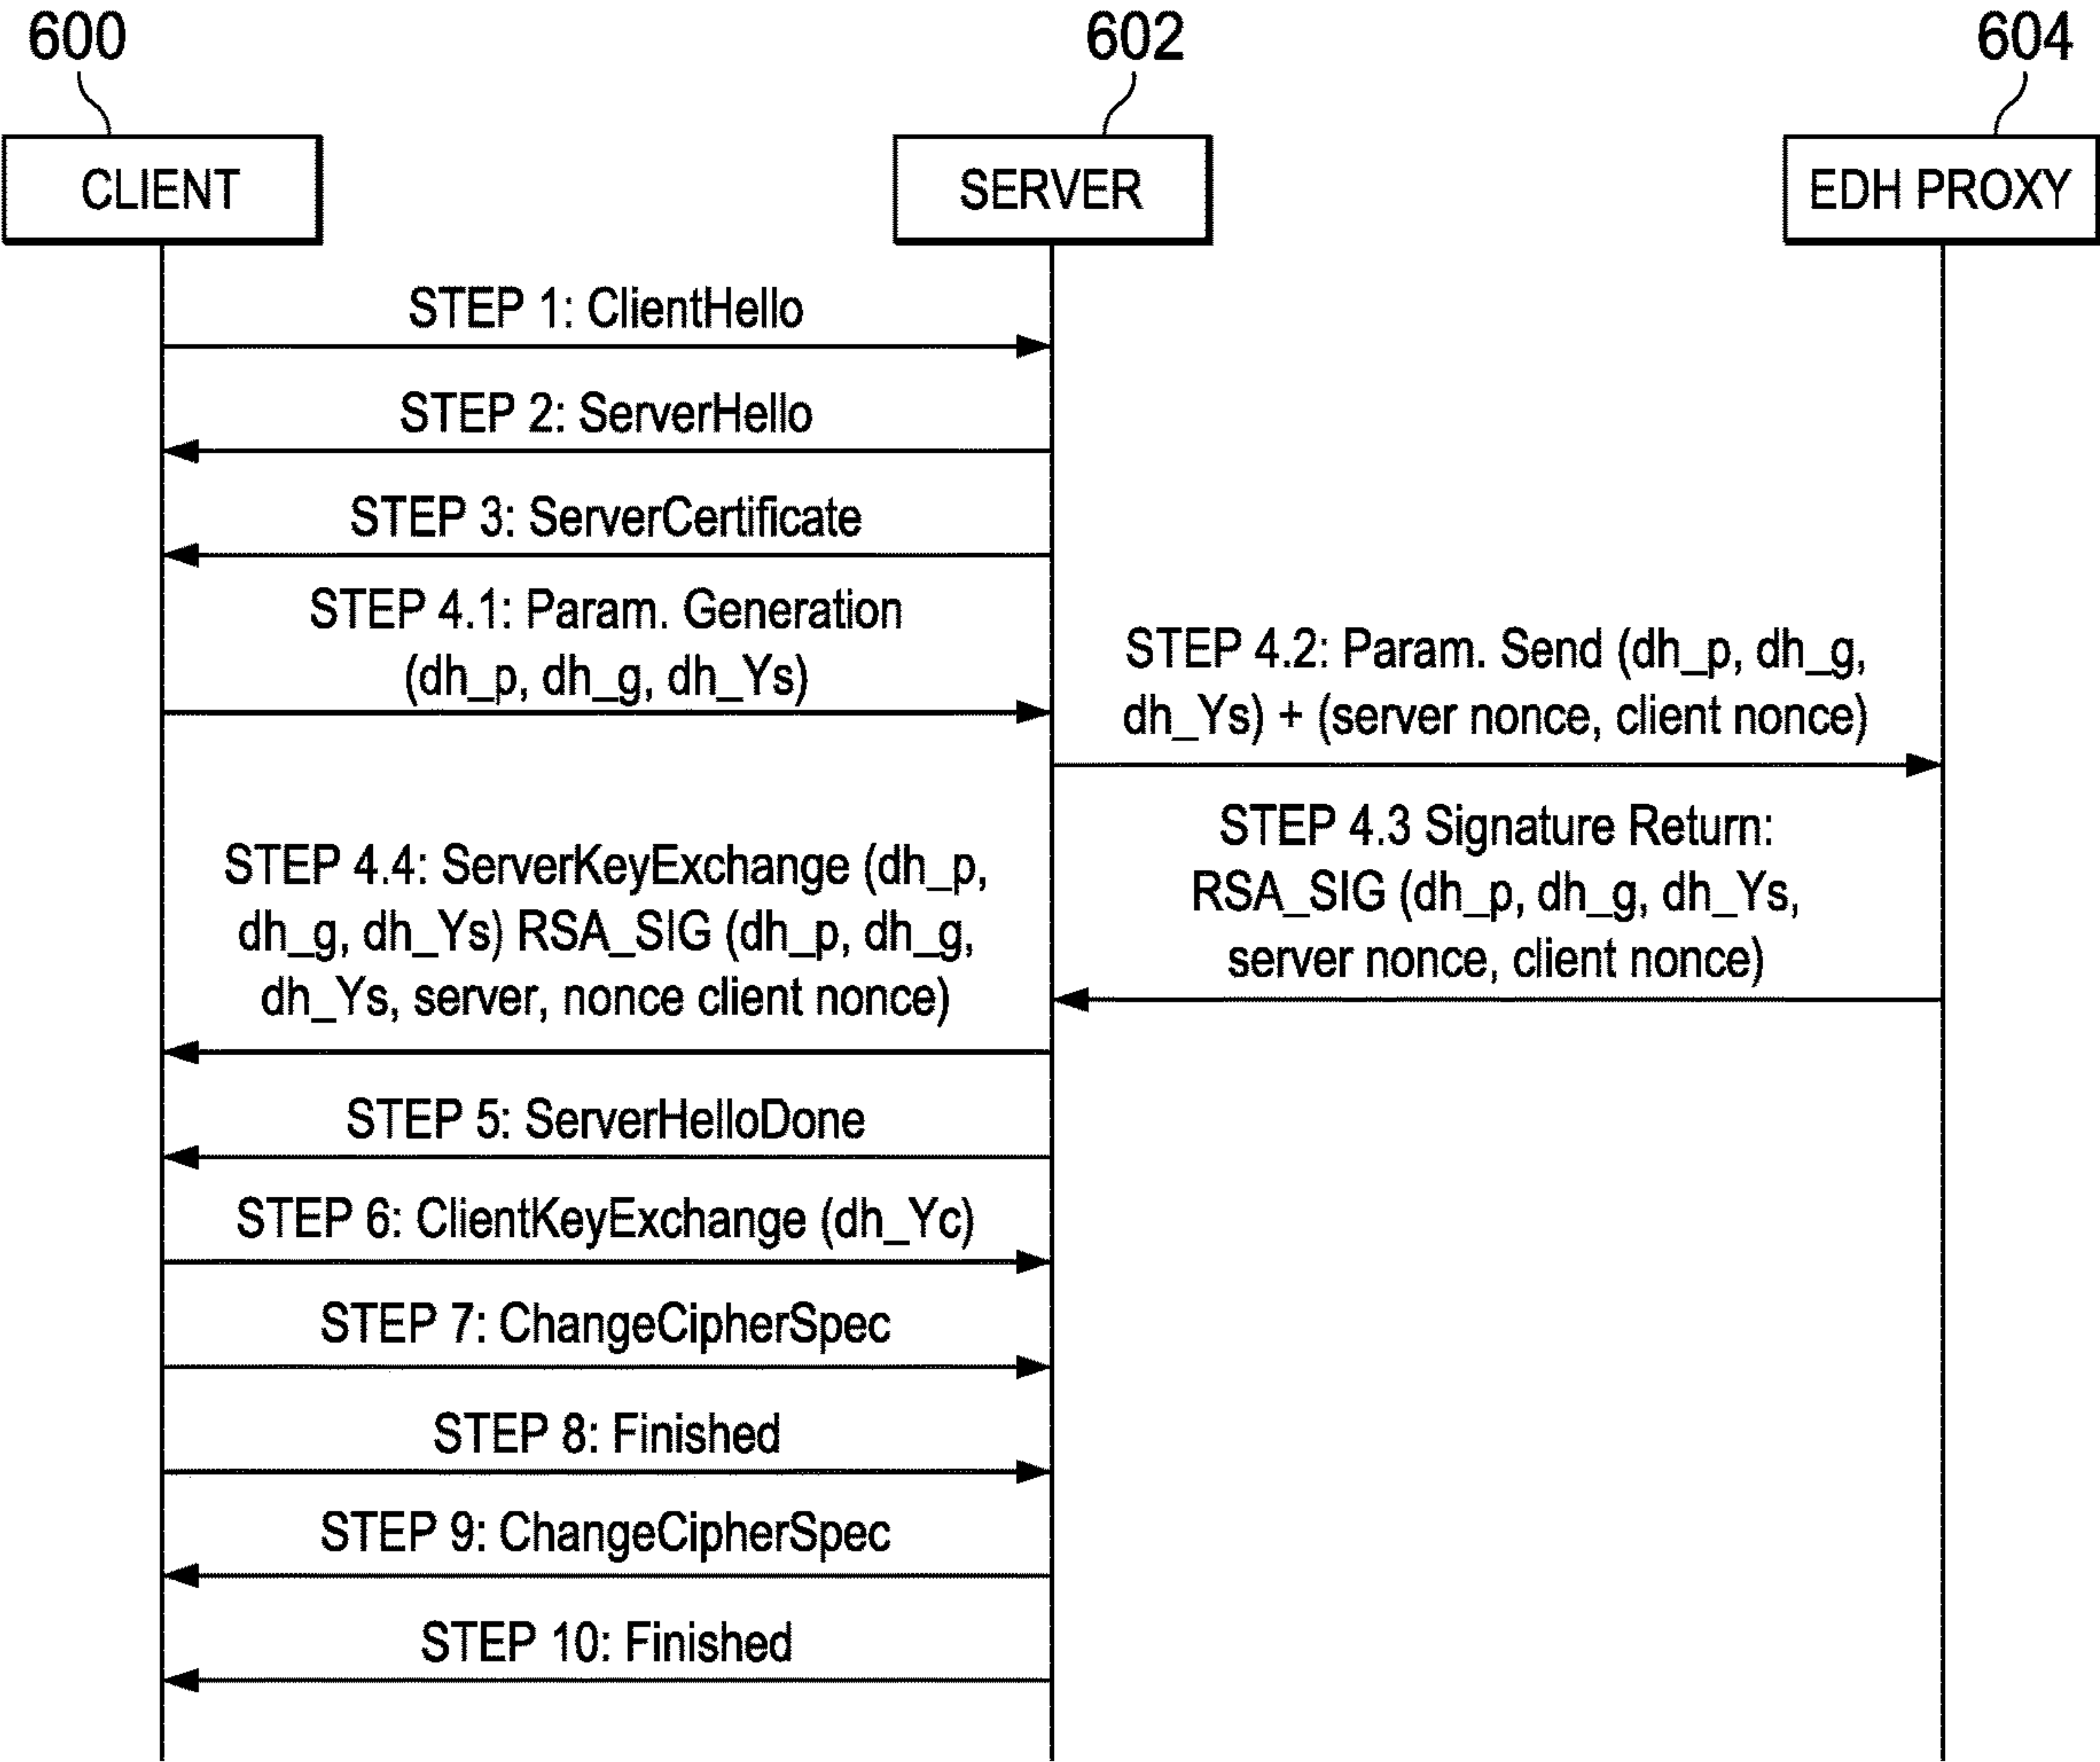 600
602
604
CLIENT
SERVER
EDH PROXY
STEP 1: ClientHello
STEP 2: ServerHello
STEP 3: ServerCertificate
STEP 4.1: Param. Generation
(dh_p, dh_g, dh_Ys)
STEP 4.2: Param. Send (dh_p, dh_g,
dh_Ys) + (server nonce, client nonce)
STEP 4.3 Signature Return:
RSA_SIG (dh_p, dh_g, dh_Ys,
server nonce, client nonce)
STEP 4.4: ServerKeyExchange (dh_p,
dh_g, dh_Ys) RSA_SIG (dh_p, dh_g,
dh_Ys, server, nonce client nonce)
STEP 5: ServerHelloDone
STEP 6: ClientKeyExchange (dh_Yc)
STEP 7: ChangeCipherSpec
STEP 8: Finished
STEP 9: ChangeCipherSpec
STEP 10: Finished